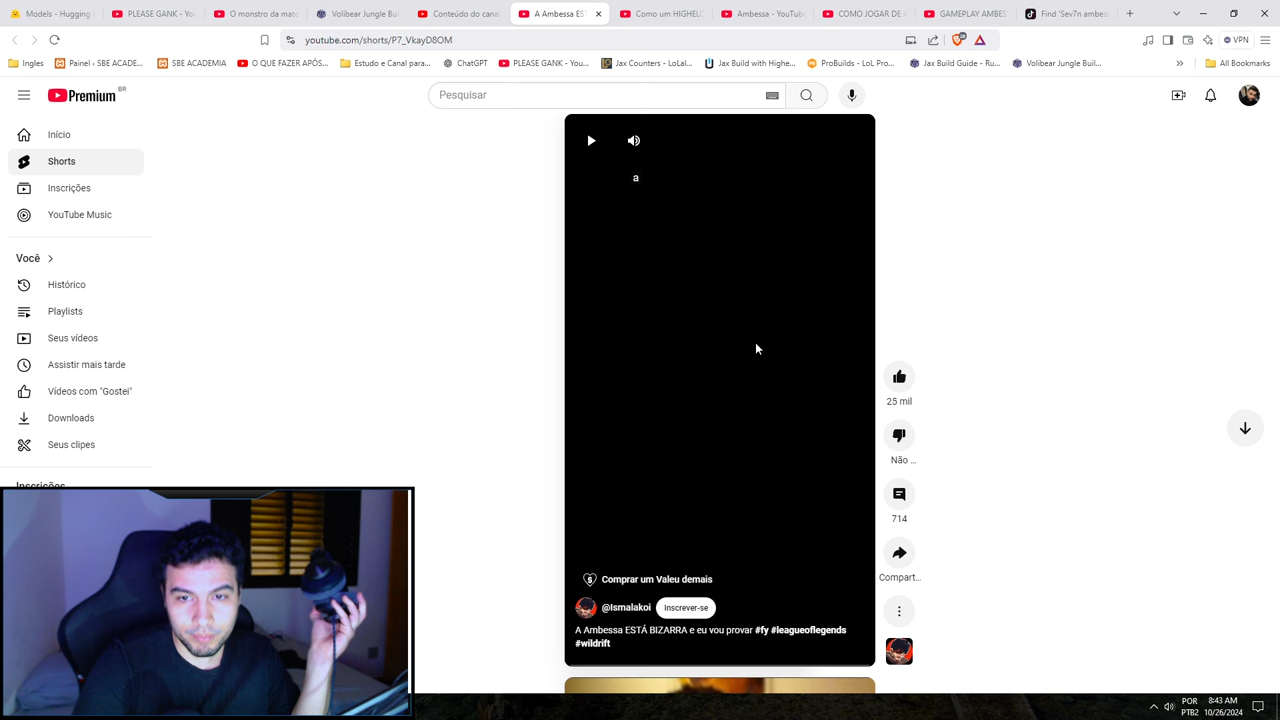 Models - Hugging F
PLEASE GANK - You
O monstro da mate
Volibear Jungle Bui
Conteúdo do canal
A Ambessa EST
Como um HIGHELO
Ambessa - YouTube
COMO JOGAR DE A
GAMEPLAY AMBES
Find 'Sev7n ambes
youtube.com/shorts/P7_VkayD8OM
VPN
Ingles
Painel ‹ SBE ACADE...
SBE ACADEMIA
O QUE FAZER APÓS...
Estudo e Canal para...
ChatGPT
PLEASE GANK - You...
Jax Counters - LoLal...
Jax Build with Highe...
ProBuilds - LoL Pro...
Jax Build Guide - Ru...
Volibear Jungle Buil...
All Bookmarks
Premium BR
Pesquisar
Início
Shorts
Inscrições
YouTube Music
Você
Histórico
Playlists
Seus vídeos
Assistir mais tarde
Vídeos com "Gostei"
Downloads
Seus clipes
Inscrições
a
25 mil
Não ...
714
Compart...
Comprar um Valeu demais
@Ismalakoi
Inscrever-se
A Ambessa ESTÁ BIZARRA e eu vou provar #fy #leagueoflegends
#wildrift
POR
PTB2
8:43 AM
10/26/2024